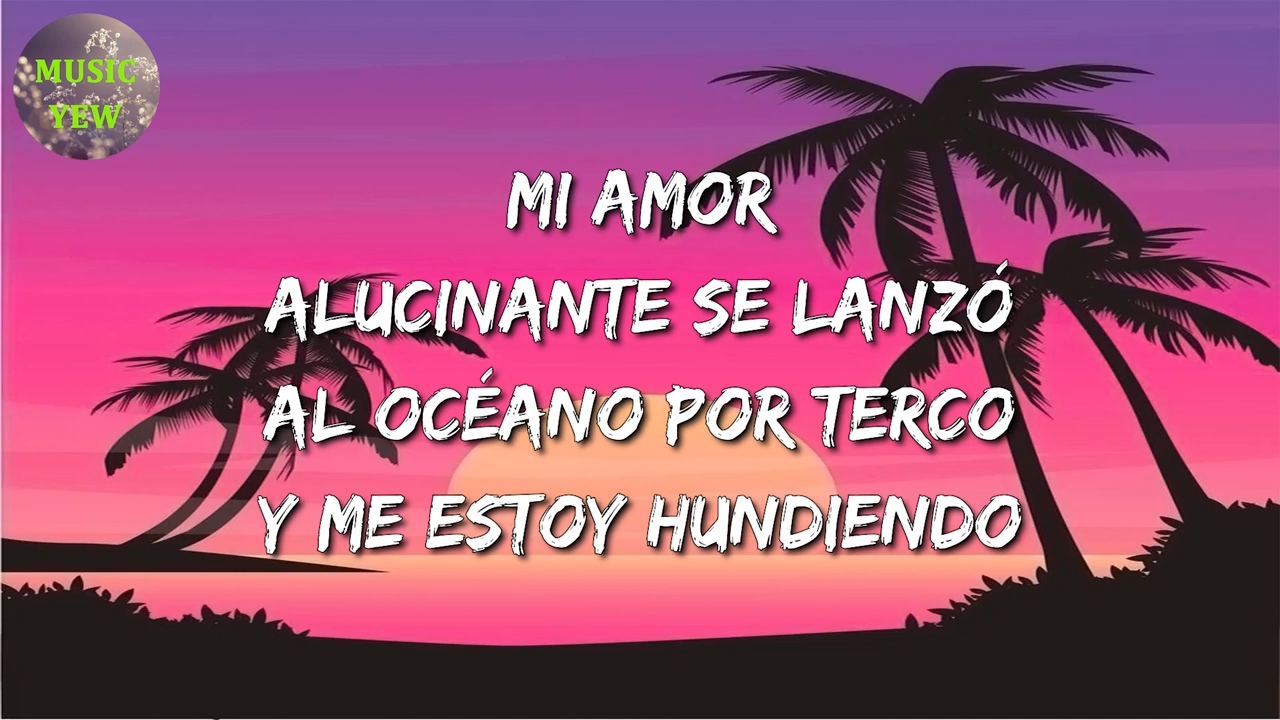 MUSIC
YEW
MI AMOR
ALUCINANTE SE LANZÓ
AL OCÉANO POR TERCO
Y ME ESTOY HUNDIENDO